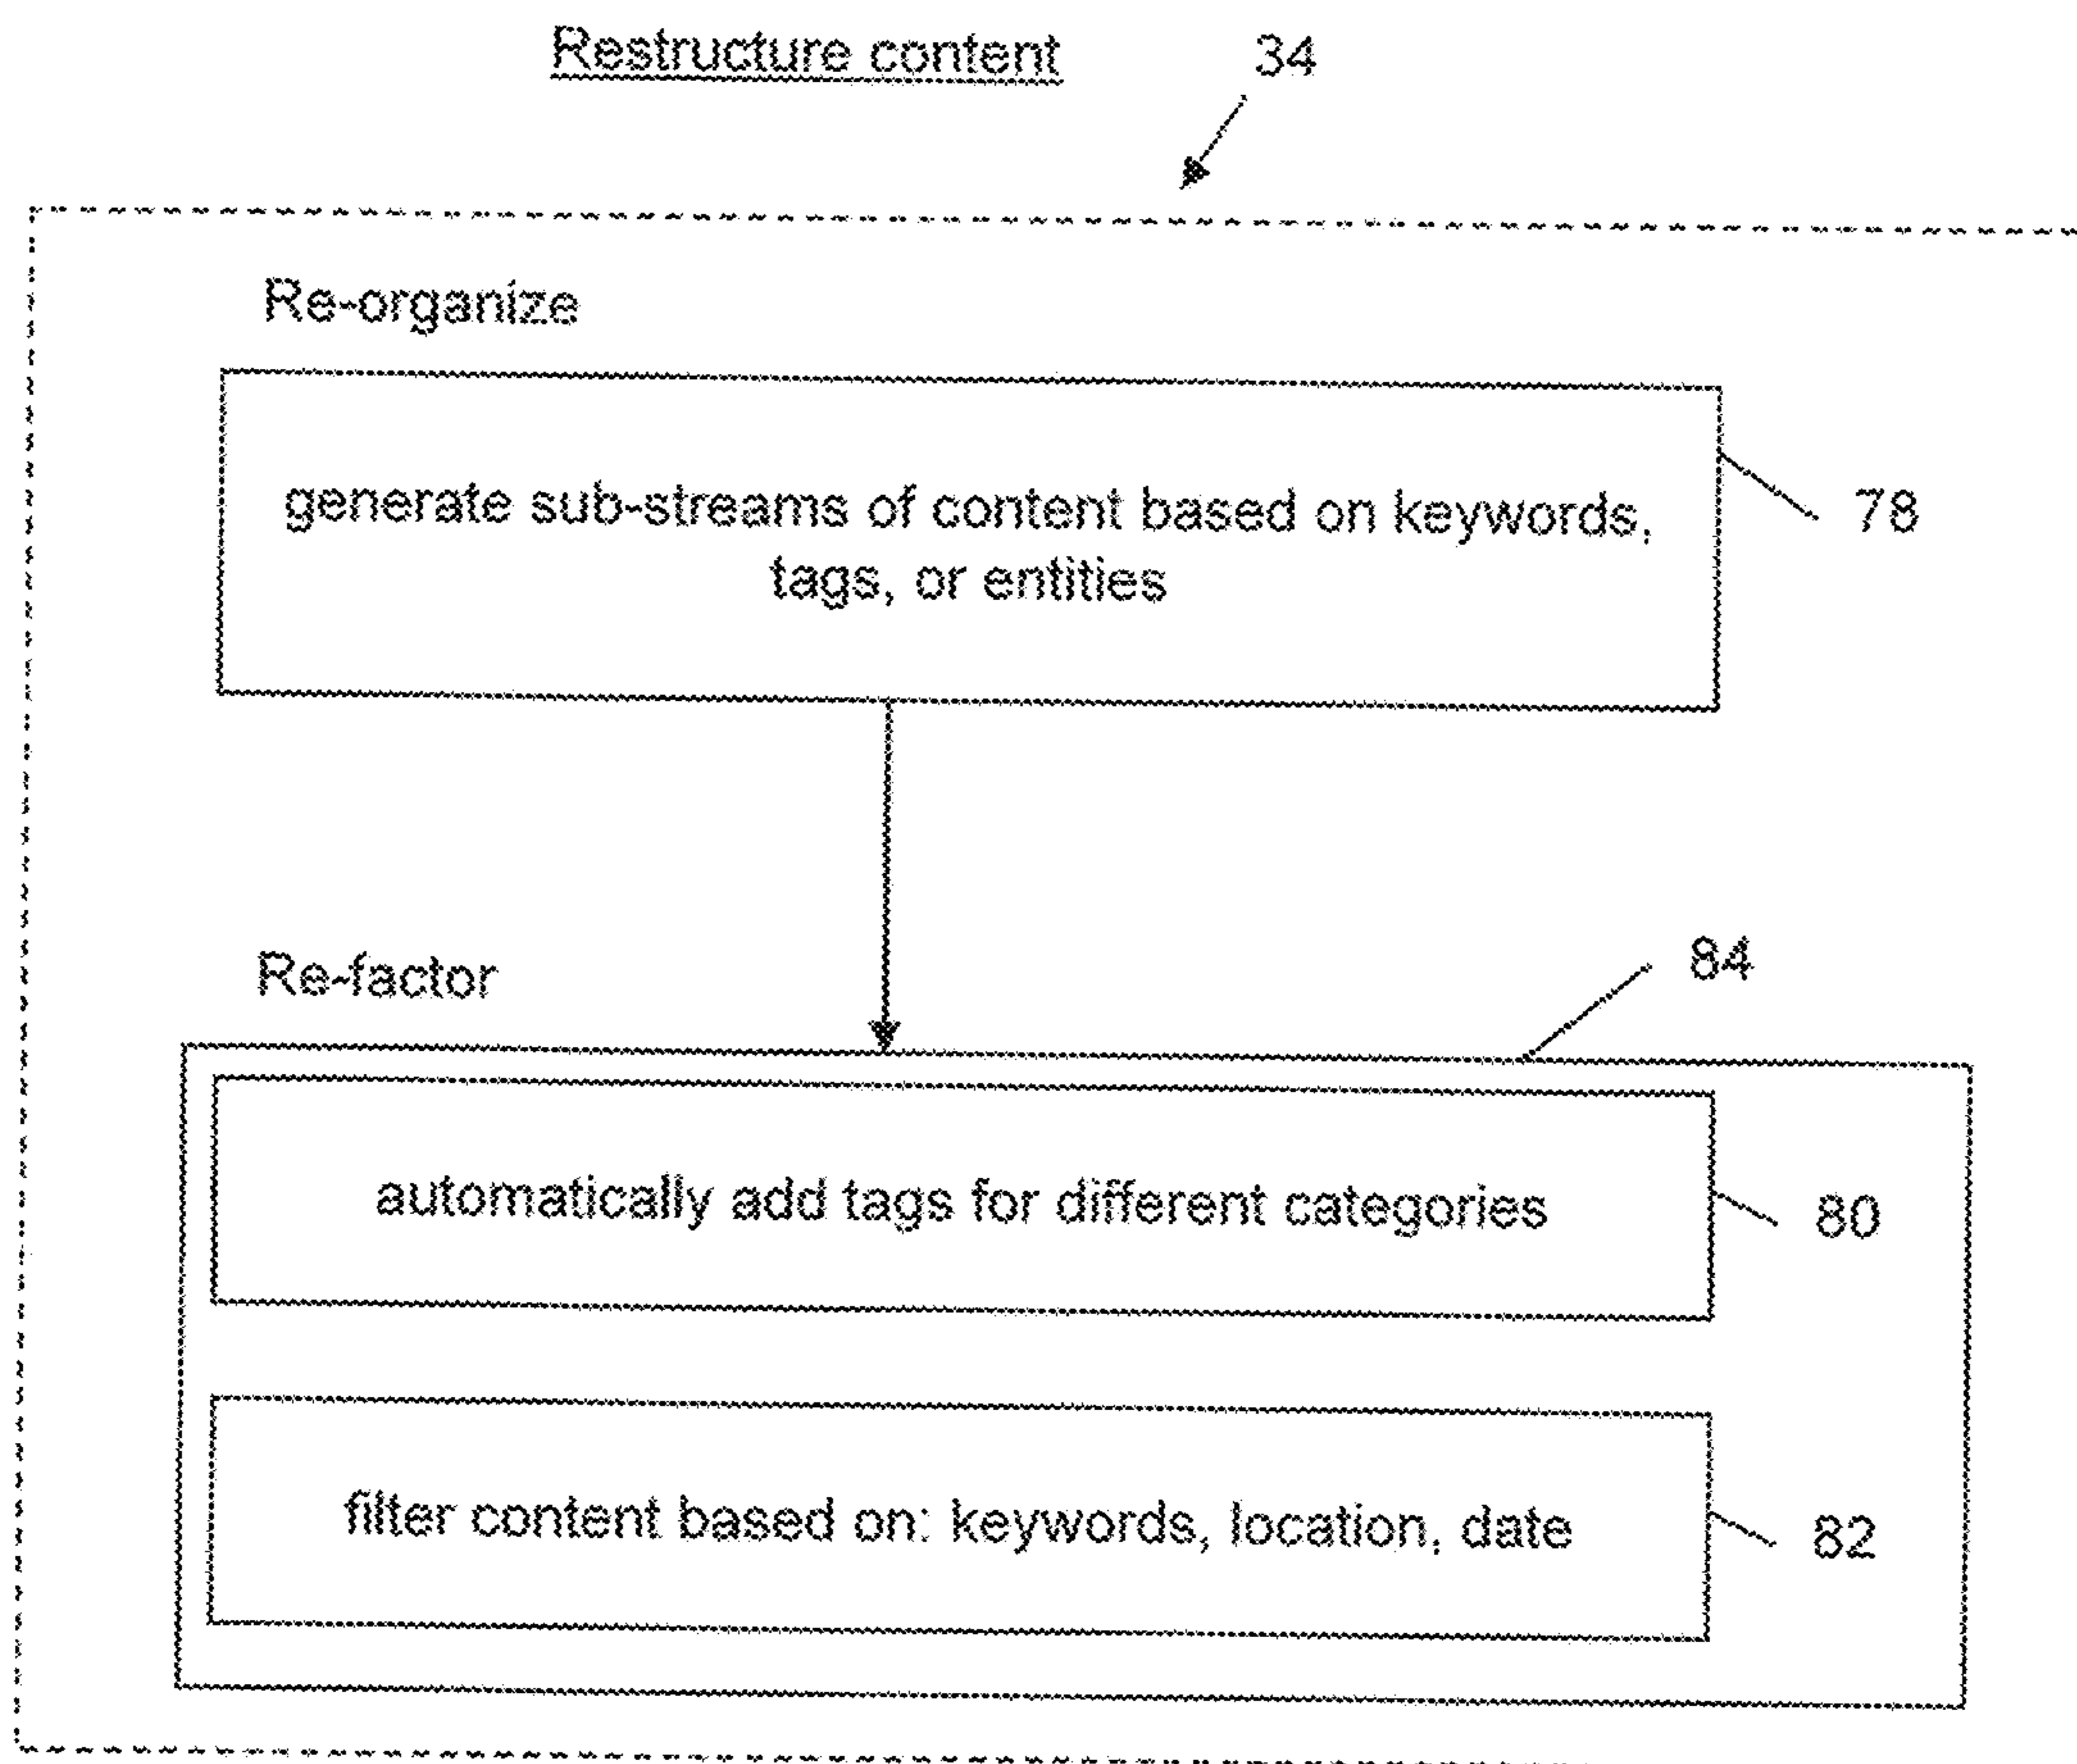 Restructure content
34
Re-organize
generate sub-streams of content based on keywords,
tags, or entities
78
Re-factor
84
automatically add tags for different categories
80
filter content based on: keywords, location, date
82